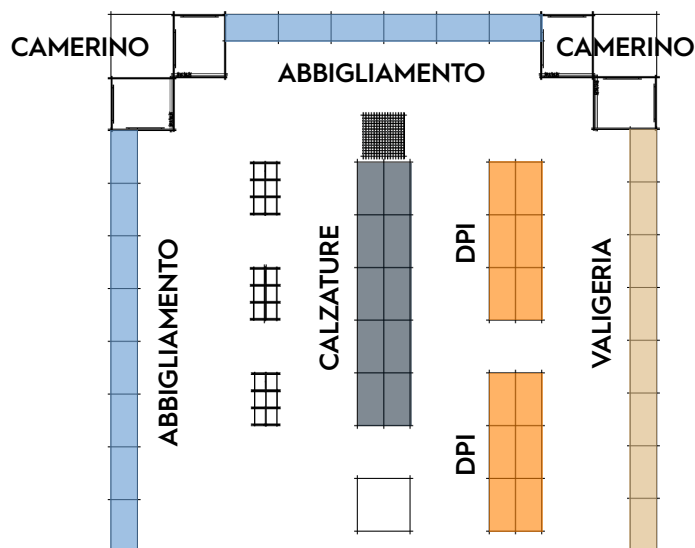 CAMERINO
CAMERINO
ABBIGLIAMENTO
ABBIGLIAMENTO
CALZATURE
DPI
VALIGERIA
DPI